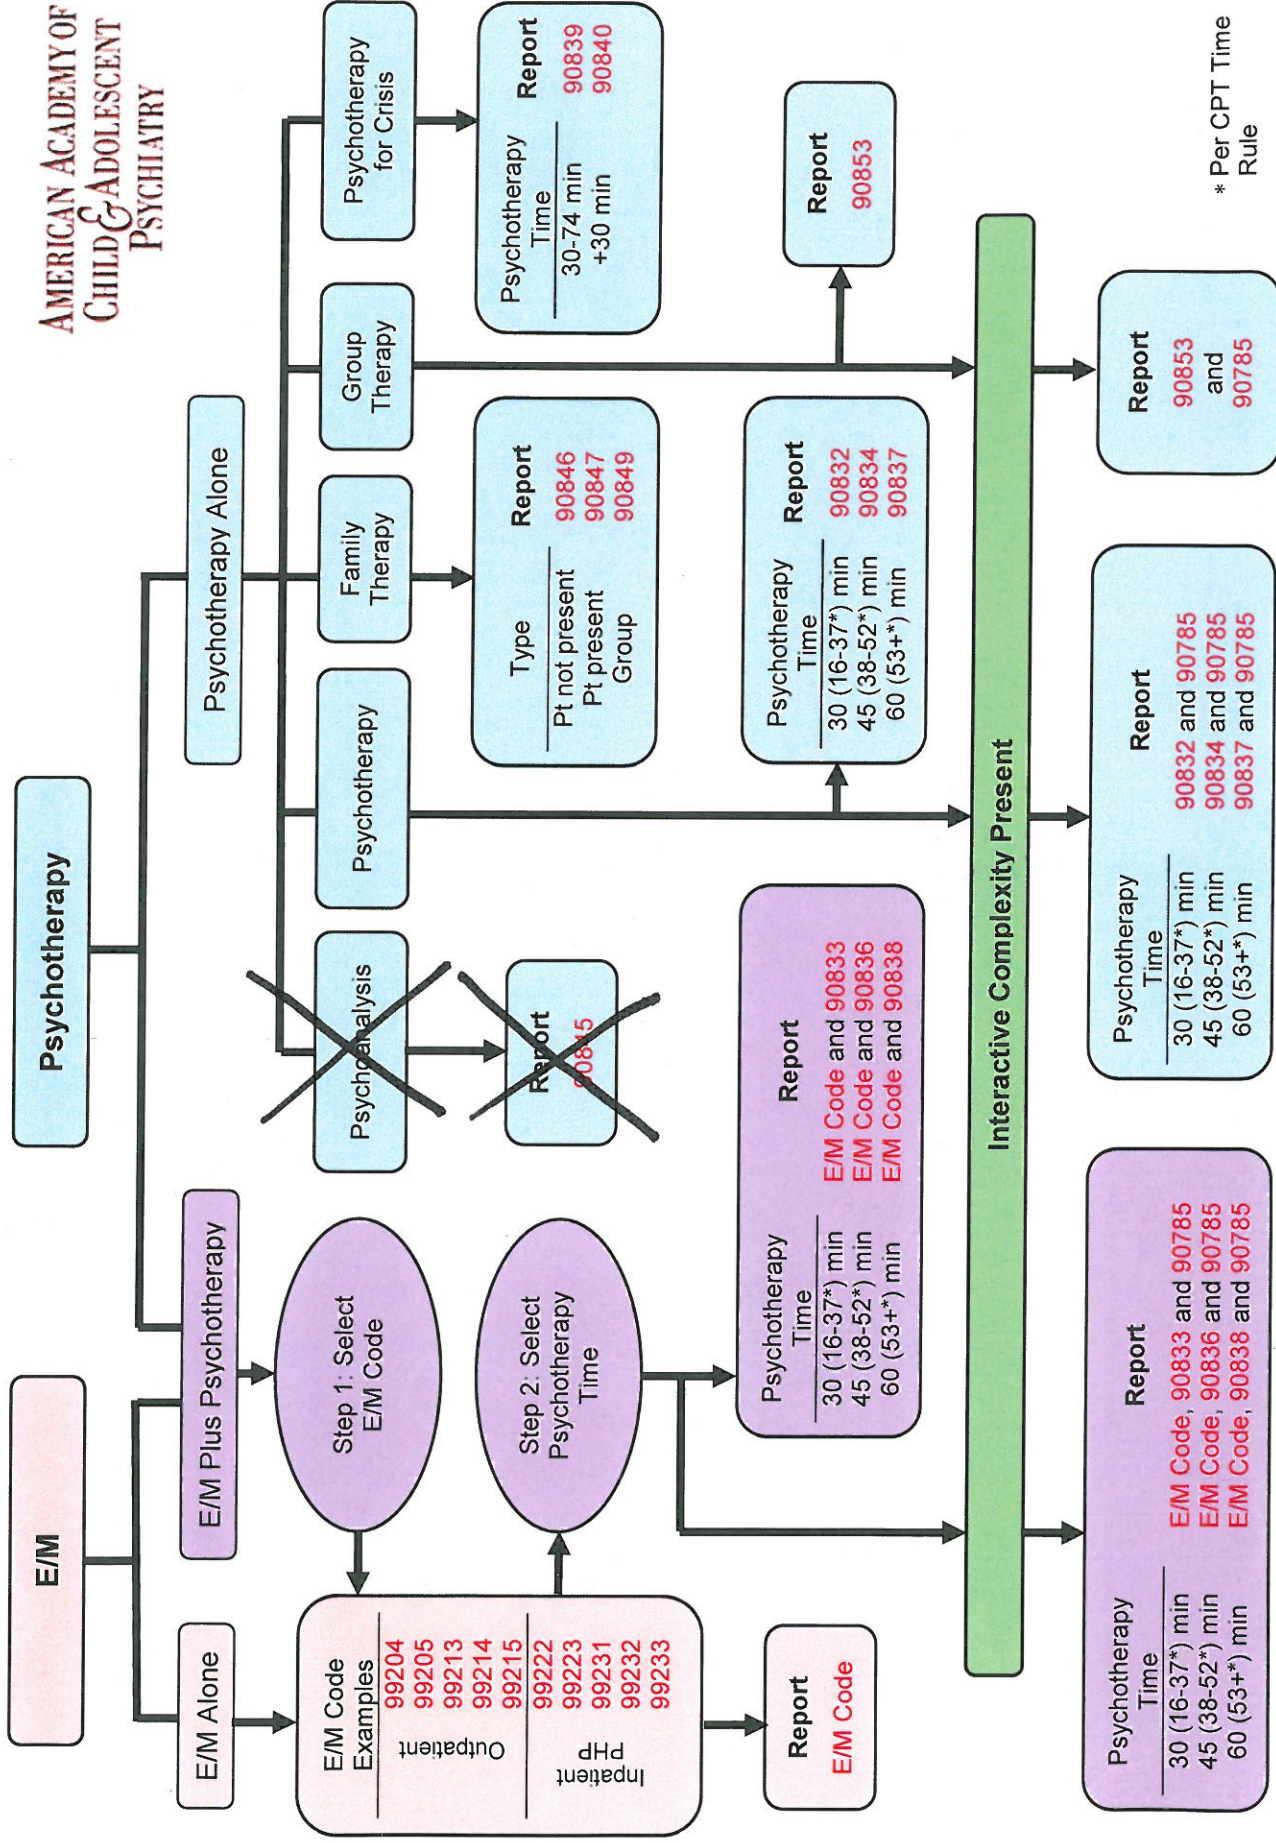 AMERICAN ACADEMY OF
CHILD & ADOLESCENT
PSYCHIATRY
E/M
Psychotherapy
E/M Alone
E/M Plus Psychotherapy
Psychotherapy Alone
E/M Code
Examples
Outpatient
99204
99205
99213
99214
99215
Inpatient
PHP
99222
99223
99231
99232
99233
Report
E/M Code
Step 1: Select
E/M Code
Step 2: Select
Psychotherapy
Time
Psychoanalysis
Report
90845
Psychotherapy
Family
Therapy
Type Report
Pt not present 90846
Pt present 90847
Group 90849
Group
Therapy
Psychotherapy
for Crisis
Psychotherapy
Time Report
30-74 min 90839
+30 min 90840
Psychotherapy
Time Report
30 (16-37*) min E/M Code and 90833
45 (38-52*) min E/M Code and 90836
60 (53+*) min E/M Code and 90838
Psychotherapy
Time Report
30 (16-37*) min 90832
45 (38-52*) min 90834
60 (53+*) min 90837
Report
90853
Interactive Complexity Present
Psychotherapy
Time Report
30 (16-37*) min E/M Code, 90833 and 90785
45 (38-52*) min E/M Code, 90836 and 90785
60 (53+*) min E/M Code, 90838 and 90785
Psychotherapy
Time Report
30 (16-37*) min 90832 and 90785
45 (38-52*) min 90834 and 90785
60 (53+*) min 90837 and 90785
Report
90853
and
90785
* Per CPT Time
Rule